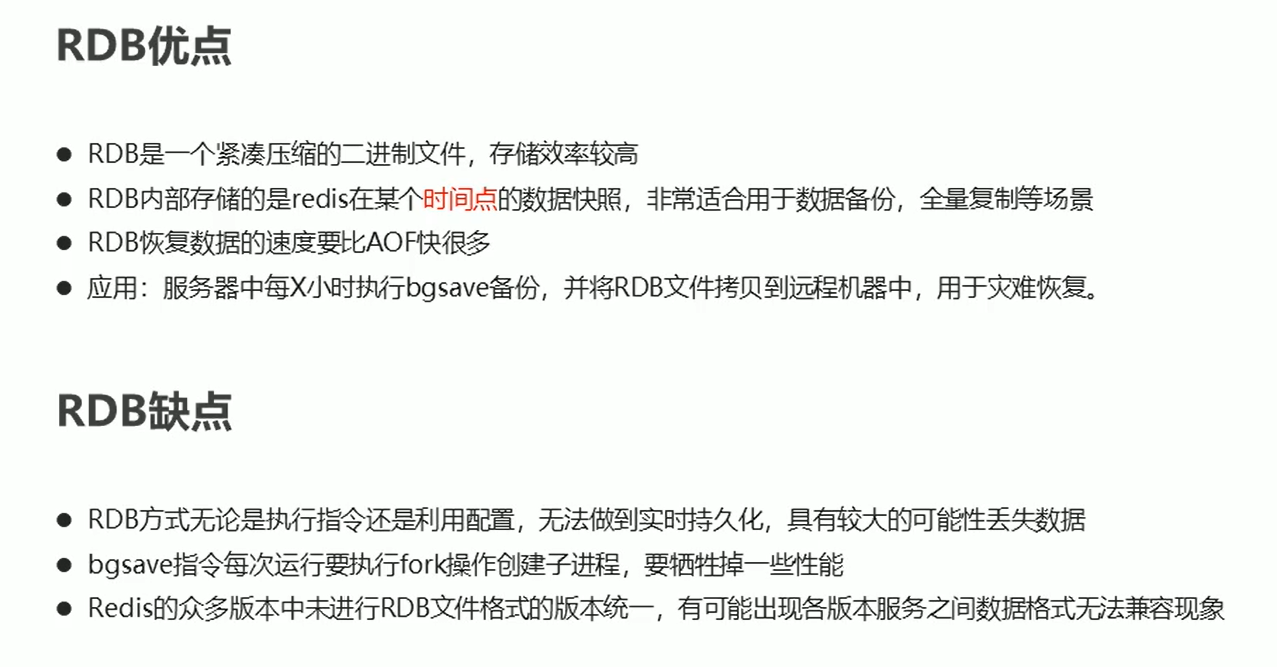 RDB优点
● RDB是一个紧凑压缩的二进制文件，存储效率较高
● RDB内部存储的是redis在某个时间点的数据快照，非常适合用于数据备份，全量复制等场景
● RDB恢复数据的速度要比AOF快很多
● 应用：服务器中每X小时执行bgsave备份，并将RDB文件拷贝到远程机器中，用于灾难恢复。
RDB缺点
● RDB方式无论是执行指令还是利用配置，无法做到实时持久化，具有较大的可能性丢失数据
● bgsave指令每次运行要执行fork操作创建子进程，要牺牲掉一些性能
● Redis的众多版本中未进行RDB文件格式的版本统一，有可能出现各版本服务之间数据格式无法兼容现象